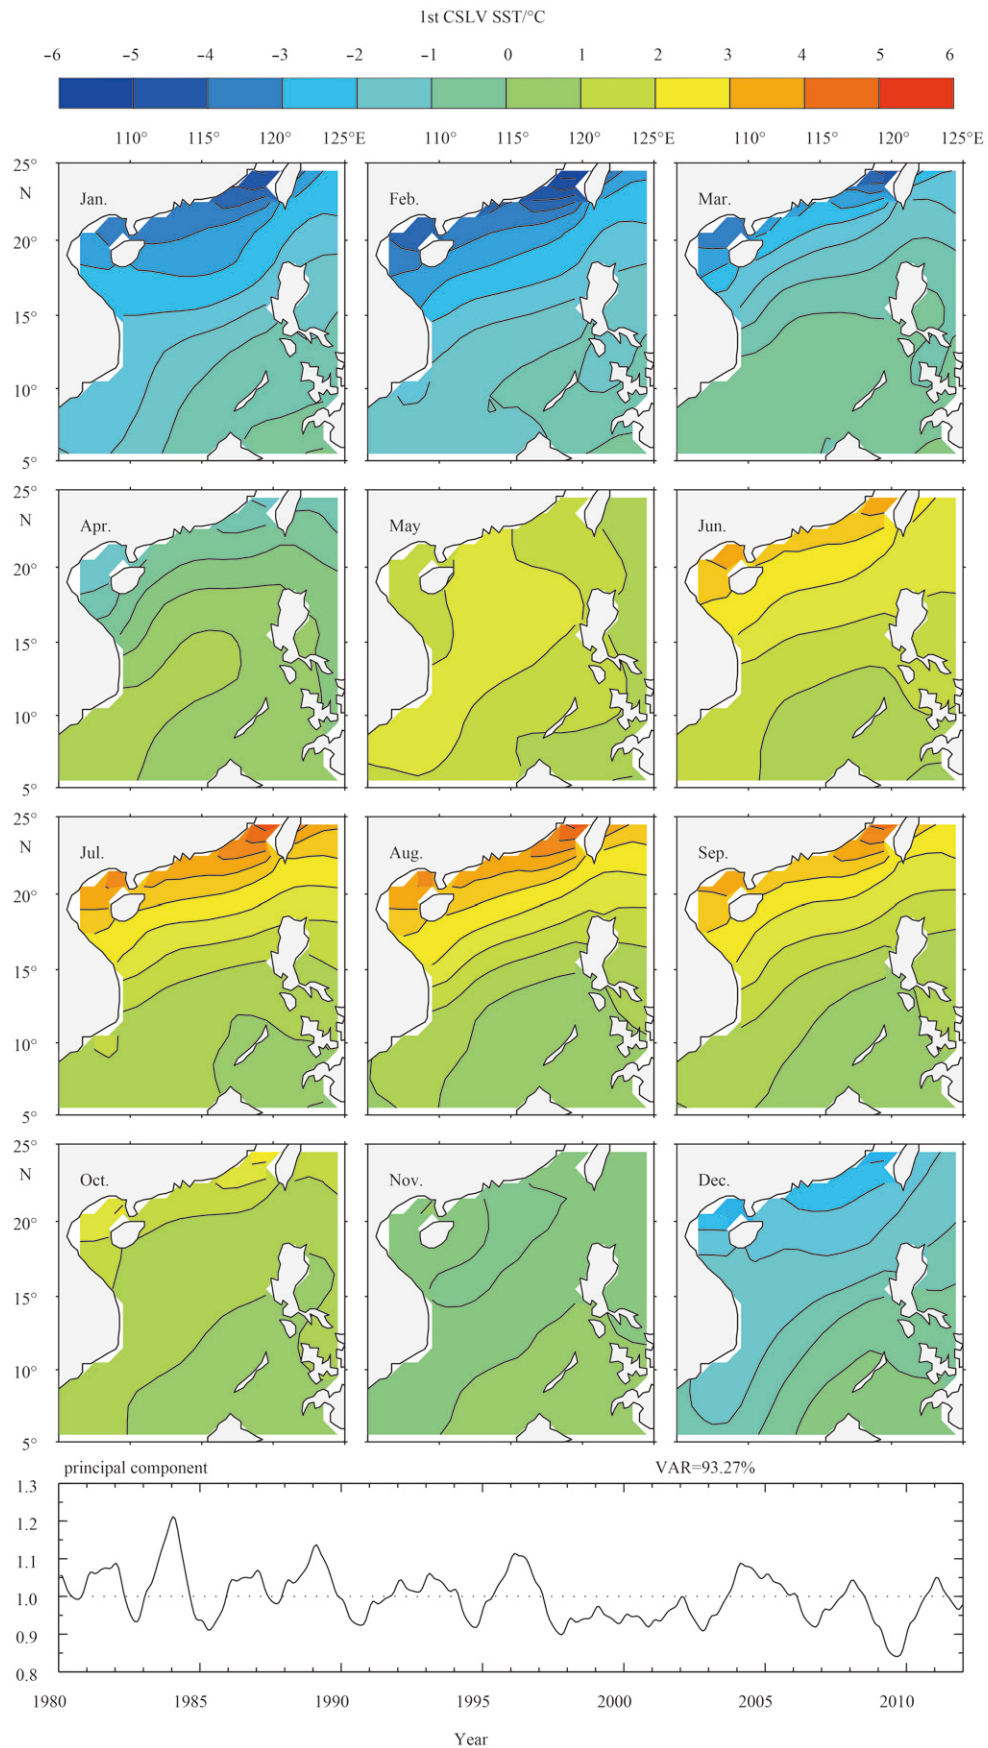 1st CSLV SST/°C
−6 −5 −4 −3 −2 −1 0 1 2 3 4 5 6
110° 115° 120° 125°E 110° 115° 120° 125°E 110° 115° 120° 125°E
25°
N
Jan. Feb. Mar.
20°
15°
10°
5°
25°
N
Apr. May Jun.
20°
15°
10°
5°
25°
N
Jul. Aug. Sep.
20°
15°
10°
5°
25°
N
Oct. Nov. Dec.
20°
15°
10°
5°
principal component VAR=93.27%
1.3
1.2
1.1
1.0
0.9
0.8
1980 1985 1990 1995 2000 2005 2010
Year